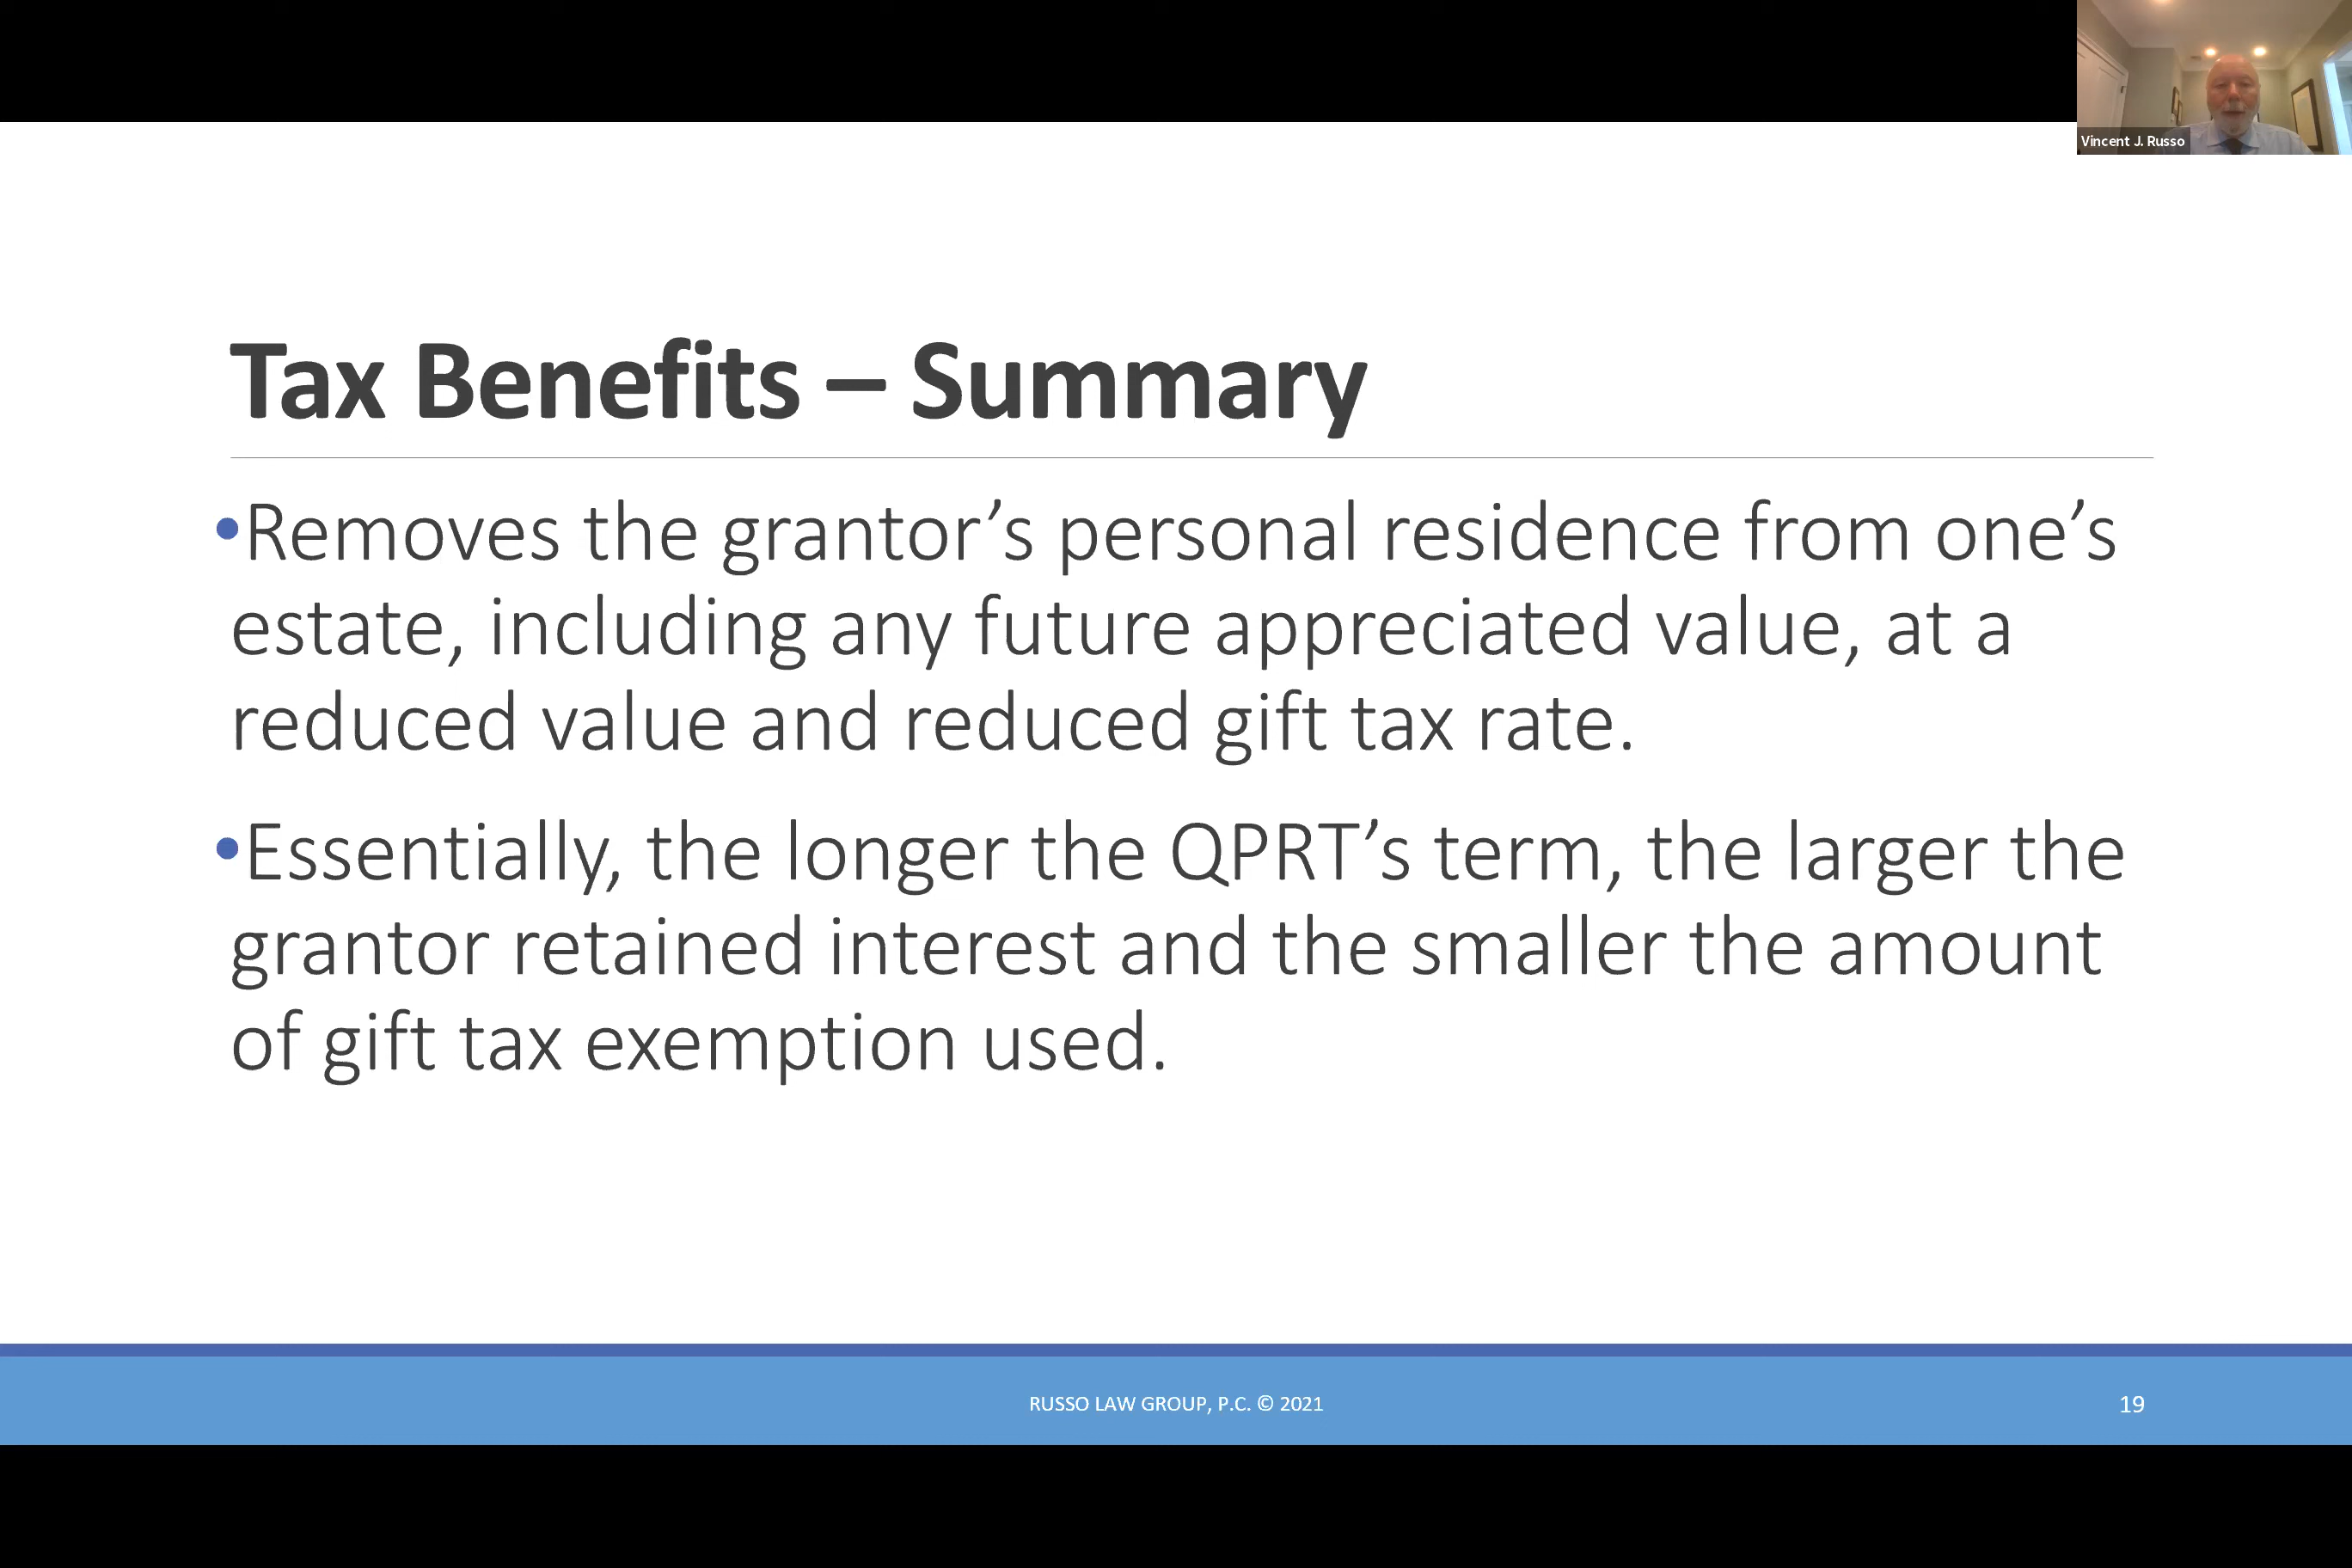 Vincent J. Russo
Tax Benefits – Summary
•Removes the grantor’s personal residence from one’s
estate, including any future appreciated value, at a
reduced value and reduced gift tax rate.
•Essentially, the longer the QPRT’s term, the larger the
grantor retained interest and the smaller the amount
of gift tax exemption used.
RUSSO LAW GROUP, P.C. © 2021
19